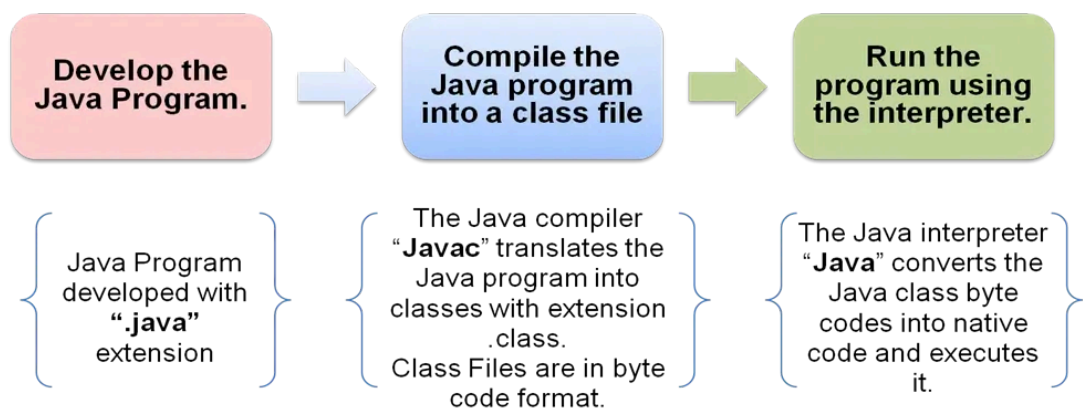 Develop the
Java Program.
Compile the
Java program
into a class file
Run the
program using
the interpreter.
Java Program
developed with
“.java”
extension
The Java compiler
“Javac” translates the
Java program into
classes with extension
.class.
Class Files are in byte
code format.
The Java interpreter
“Java” converts the
Java class byte
codes into native
code and executes
it.